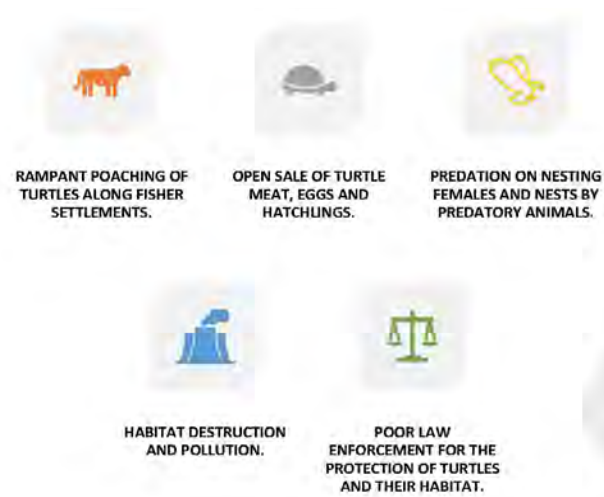 RAMPANT POACHING OF
TURTLES ALONG FISHER
SETTLEMENTS.
OPEN SALE OF TURTLE
MEAT, EGGS AND
HATCHLINGS.
PREDATION ON NESTING
FEMALES AND NESTS BY
PREDATORY ANIMALS.
HABITAT DESTRUCTION
AND POLLUTION.
POOR LAW
ENFORCEMENT FOR THE
PROTECTION OF TURTLES
AND THEIR HABITAT.